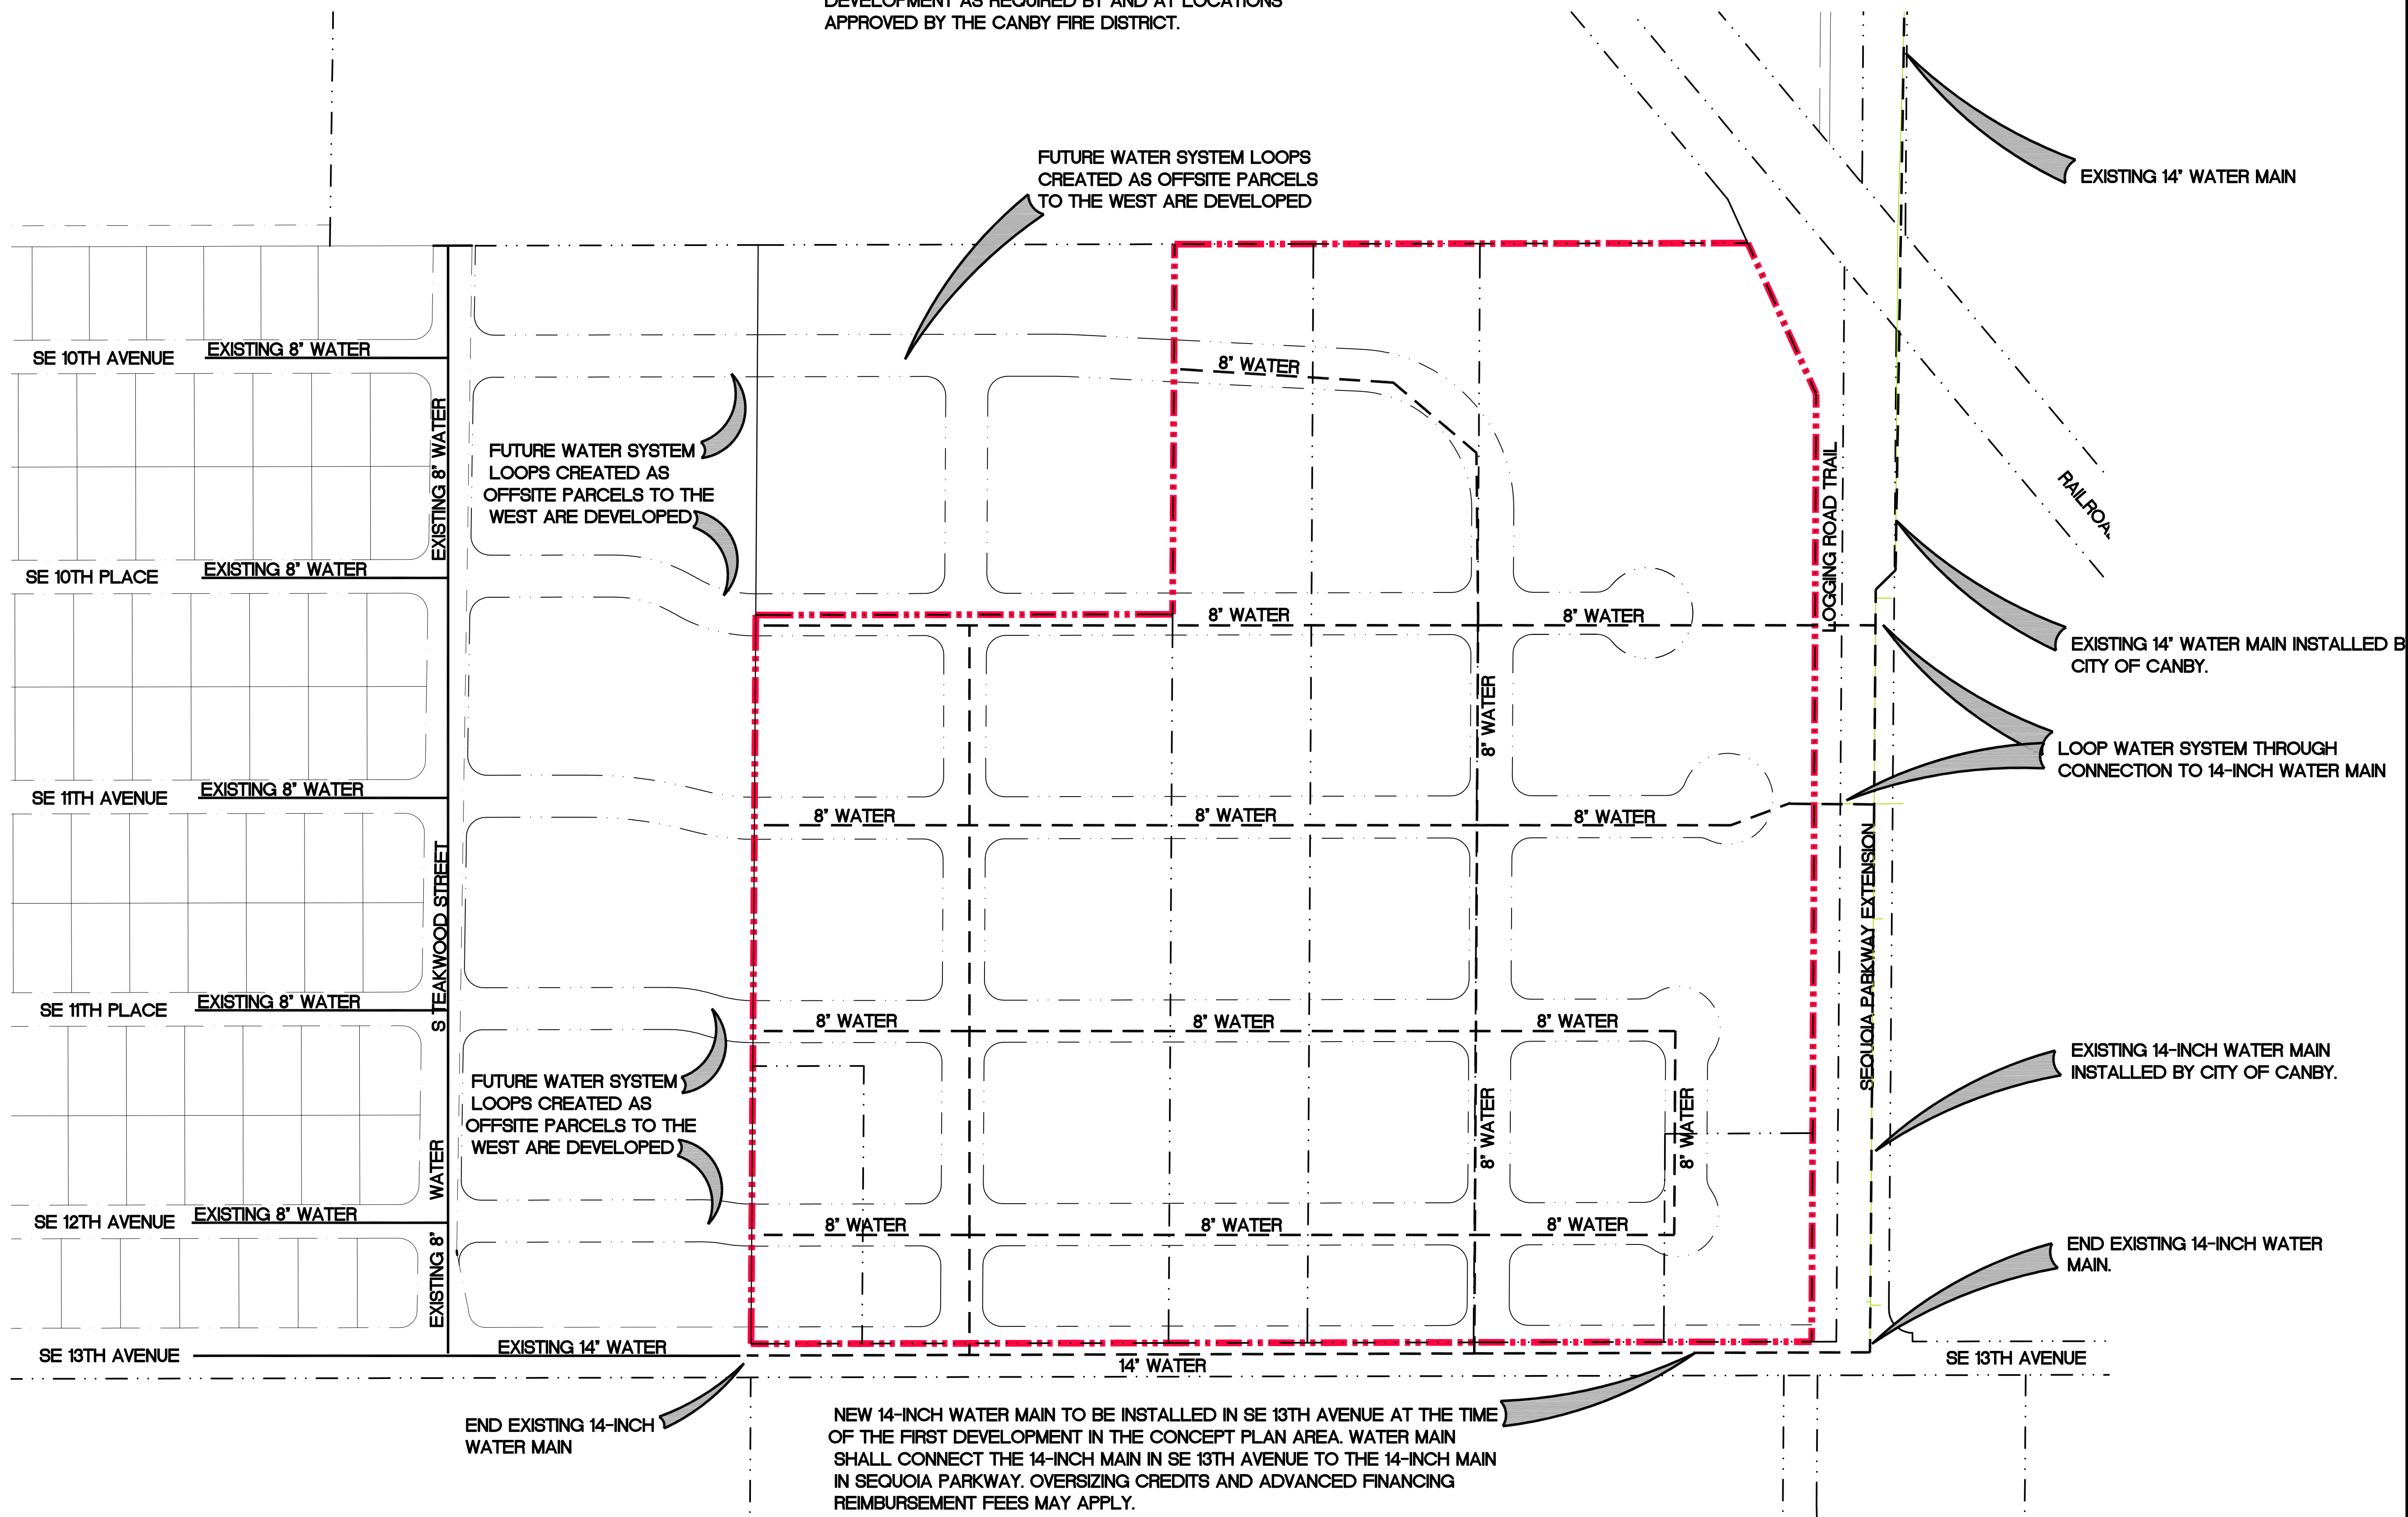 DEVELOPMENT AS REQUIRED BY AND AT LOCATIONS
APPROVED BY THE CANBY FIRE DISTRICT.
FUTURE WATER SYSTEM LOOPS
CREATED AS OFFSITE PARCELS
TO THE WEST ARE DEVELOPED
EXISTING 14" WATER MAIN
SE 10TH AVENUE
EXISTING 8" WATER
8" WATER
EXISTING 8" WATER
FUTURE WATER SYSTEM
LOOPS CREATED AS
OFFSITE PARCELS TO THE
WEST ARE DEVELOPED
LOGGING ROAD TRAIL
SE 10TH PLACE
EXISTING 8" WATER
8" WATER
8" WATER
EXISTING 14" WATER MAIN INSTALLED B
CITY OF CANBY.
8" WATER
LOOP WATER SYSTEM THROUGH
CONNECTION TO 14-INCH WATER MAIN
SE 11TH AVENUE
EXISTING 8" WATER
8" WATER
8" WATER
8" WATER
S TEAKWOOD STREET
SEQUOIA PARKWAY EXTENSION
SE 11TH PLACE
EXISTING 8" WATER
8" WATER
8" WATER
8" WATER
EXISTING 14-INCH WATER MAIN
INSTALLED BY CITY OF CANBY.
FUTURE WATER SYSTEM
LOOPS CREATED AS
OFFSITE PARCELS TO THE
WEST ARE DEVELOPED
8" WATER
8" WATER
EXISTING 8" WATER
SE 12TH AVENUE
EXISTING 8" WATER
8" WATER
8" WATER
8" WATER
END EXISTING 14-INCH WATER
MAIN.
SE 13TH AVENUE
EXISTING 14" WATER
14" WATER
SE 13TH AVENUE
END EXISTING 14-INCH
WATER MAIN
NEW 14-INCH WATER MAIN TO BE INSTALLED IN SE 13TH AVENUE AT THE TIME
OF THE FIRST DEVELOPMENT IN THE CONCEPT PLAN AREA. WATER MAIN
SHALL CONNECT THE 14-INCH MAIN IN SE 13TH AVENUE TO THE 14-INCH MAIN
IN SEQUOIA PARKWAY. OVERSIZING CREDITS AND ADVANCED FINANCING
REIMBURSEMENT FEES MAY APPLY.